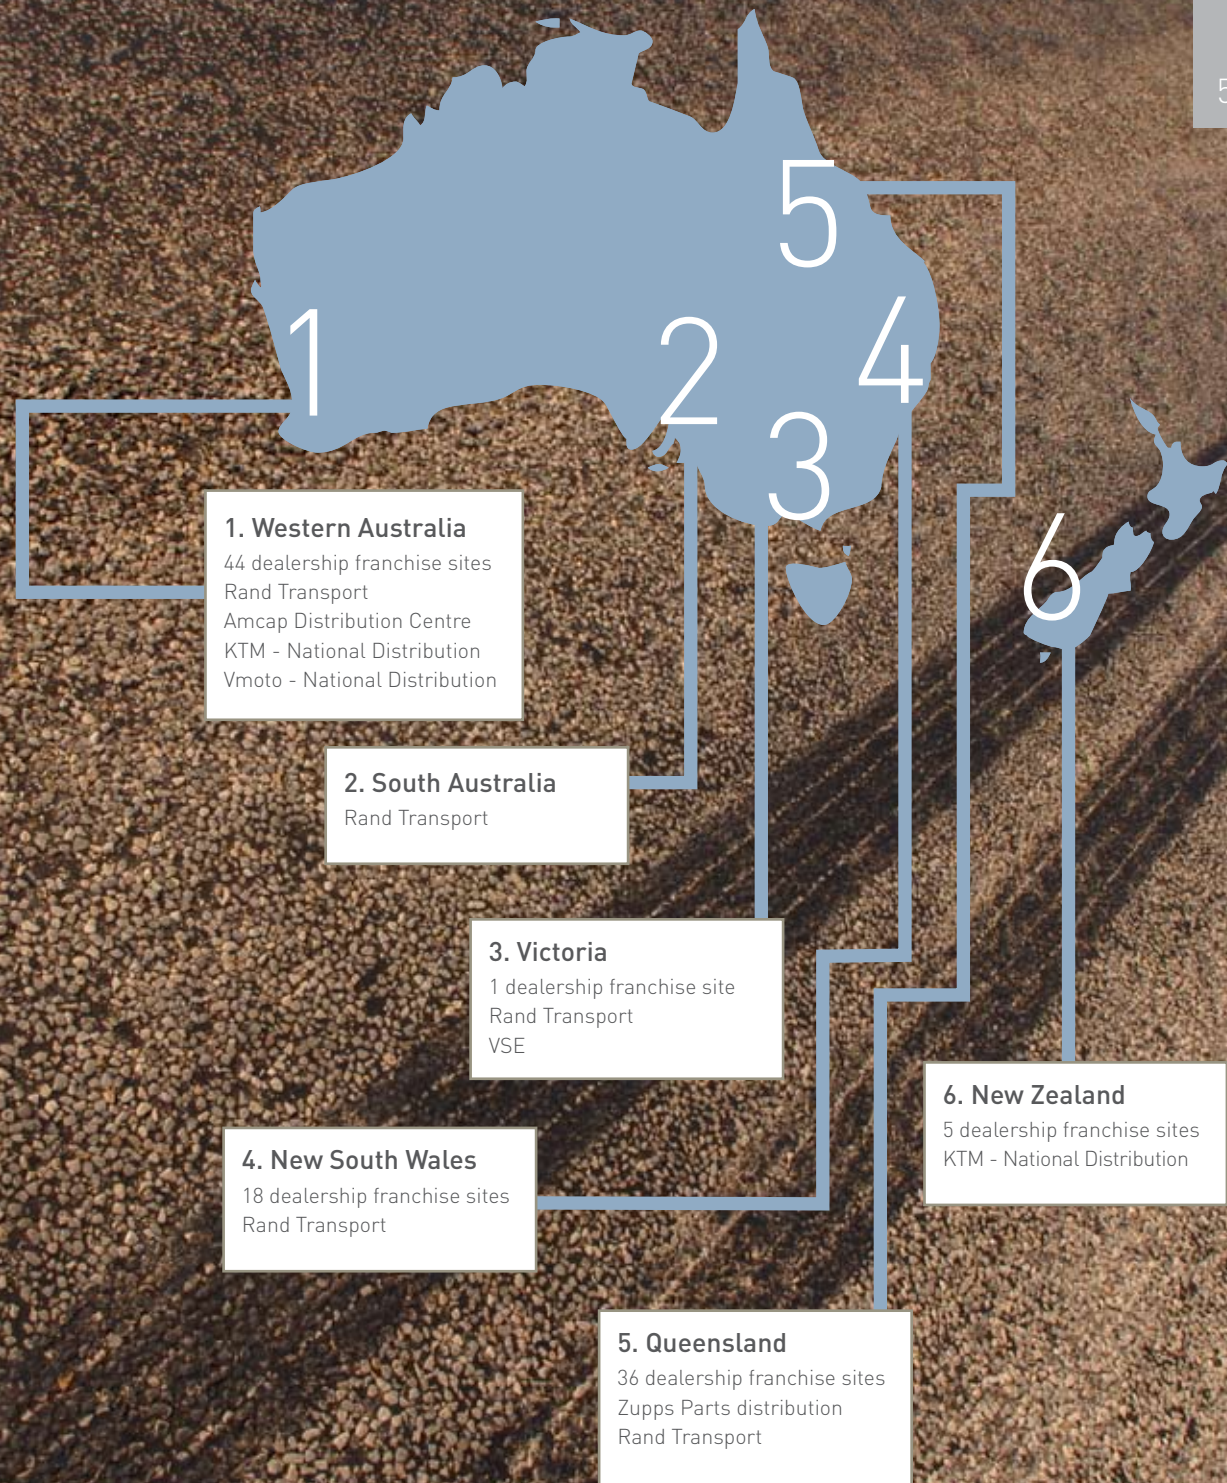 5
5
1
2
4
3
6
1. Western Australia
44 dealership franchise sites
Rand Transport
Amcap Distribution Centre
KTM - National Distribution
Vmoto - National Distribution
2. South Australia
Rand Transport
3. Victoria
1 dealership franchise site
Rand Transport
VSE
4. New South Wales
18 dealership franchise sites
Rand Transport
5. Queensland
36 dealership franchise sites
Zupps Parts distribution
Rand Transport
6. New Zealand
5 dealership franchise sites
KTM - National Distribution